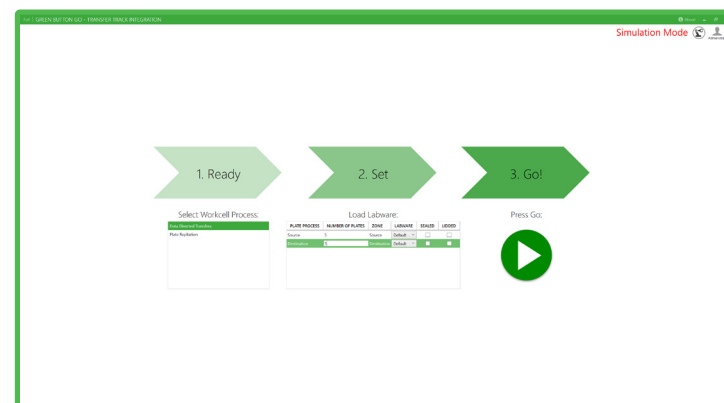 GREEN BUTTON GO - TRANSFER TRACK INTEGRATION
Simulation Mode
1. Ready
2. Set
3. Go!
Select Workcell Process:
Load Labware:
Press Go:
PLATE PROCESS NUMBER OF PLATES ZONE LABWARE SEALED LIDDED
Source 5 Source Default
Destination 5 Destination Default
Plate Replication